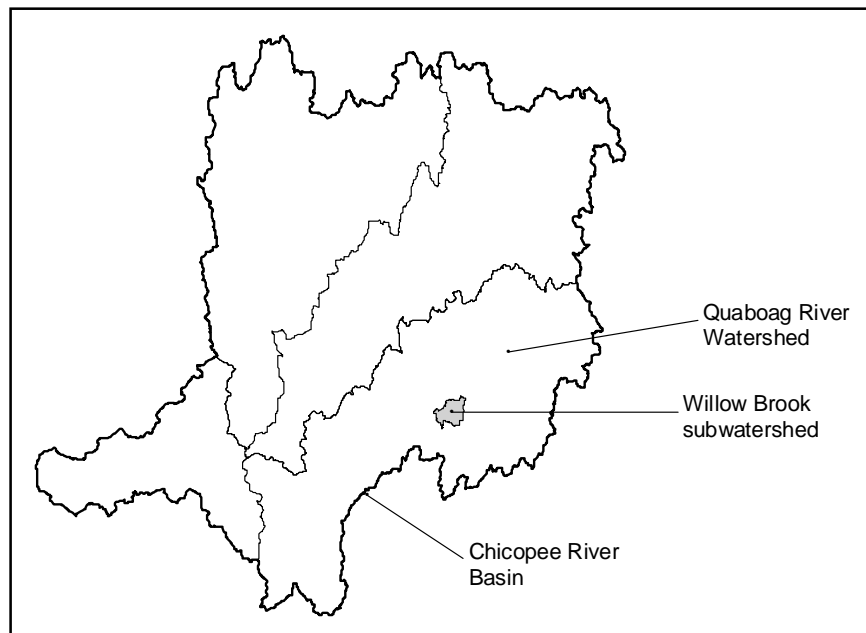 Quaboag River
Watershed
Willow Brook
subwatershed
Chicopee River
Basin